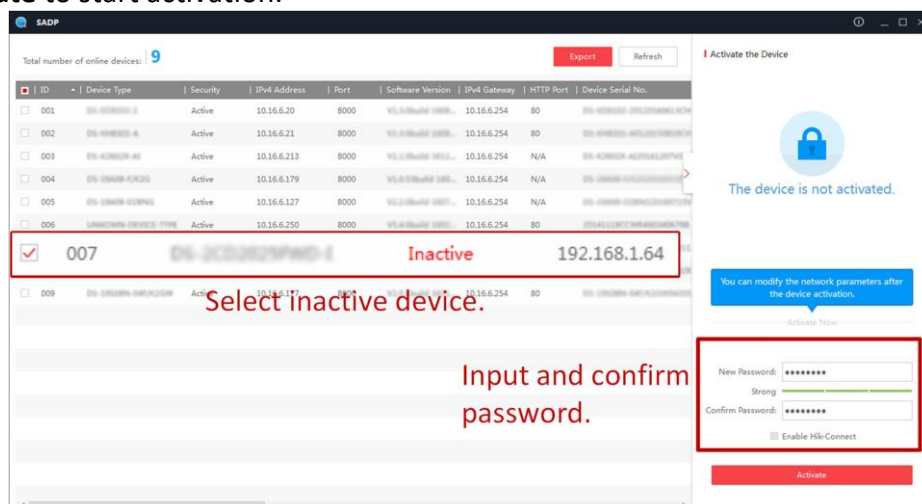 ate to start activation.
SADP
Total number of online devices: 9
Export Refresh
ID Device Type Security IPv4 Address Port Software Version IPv4 Gateway HTTP Port Device Serial No.
001 Active 10.16.6.20 8000 10.16.6.254 80
002 Active 10.16.6.21 8000 10.16.6.254 80
003 Active 10.16.6.213 8000 10.16.6.254 N/A
004 Active 10.16.6.179 8000 10.16.6.254 N/A
005 Active 10.16.6.127 8000 10.16.6.254 N/A
006 UNKNOWN-DEVICE-TYPE Active 10.16.6.250 8000 10.16.6.254 80
007 Inactive 192.168.1.64
009 Active 8000 10.16.6.254 80
Select inactive device.
Input and confirm
password.
Activate the Device
The device is not activated.
You can modify the network parameters after
the device activation.
Activate Now
New Password: ●●●●●●●●
Strong
Confirm Password: ●●●●●●●●
Enable Hik-Connect
Activate